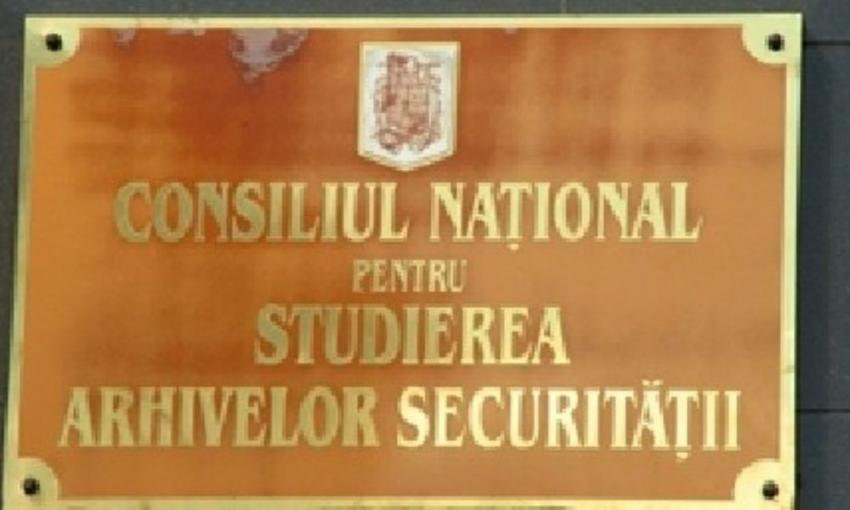 CONSILIUL NAȚIONAL
PENTRU
STUDIEREA
ARHIVELOR SECURITĂȚII